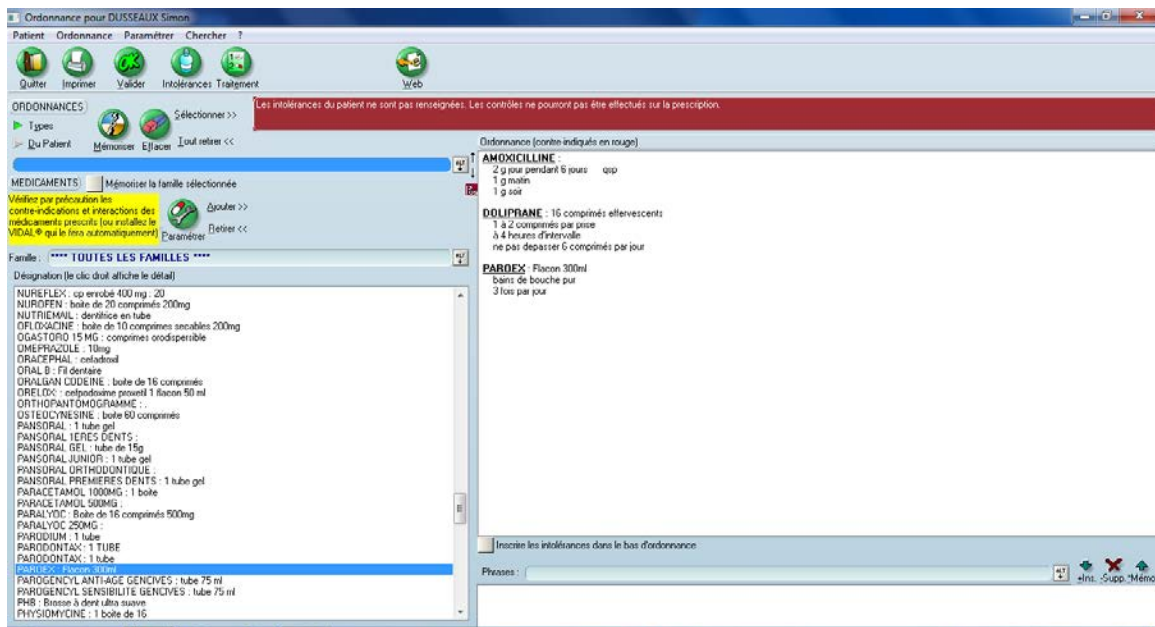 Ordonnance pour DUSSEAUX Simon
Patient Ordonnance Paramétrer Chercher ?
Quitter Imprimer Valider Intolérances Traitement Web
ORDONNANCES
Types
Du Patient
Mémoriser Effacer
Sélectionner >>
Tout retirer <<
Les intolérances du patient ne sont pas renseignées. Les contrôles ne pourront pas être effectués sur la prescription.
MEDICAMENTS
Mémoriser la famille sélectionnée
Vérifiez par précaution les
contre-indications et interactions des
médicaments prescrits (ou installez le
VIDAL® qui le fera automatiquement)
Paramétrer
Ajouter >>
Retirer <<
Famille : **** TOUTES LES FAMILLES ****
Désignation (le clic droit affiche le détail)
NUREFLEX : cp enrobé 400 mg : 20
NUROFEN : boite de 20 comprimés 200mg
NUTRIEMAIL : dentifrice en tube
OFLOXACINE : boite de 10 comprimes secables 200mg
OGASTORO 15 MG : comprimes orodispersible
OMEPRAZOLE : 10mg
ORACEPHAL : cefadroxil
ORAL B : Fil dentaire
ORALGAN CODEINE : boite de 16 comprimés
ORELOX : cefpodoxime proxetil 1 flacon 50 ml
ORTHOPANTOMOGRAMME : .
OSTEOCYNESINE : boite 60 comprimés
PANSORAL : 1 tube gel
PANSORAL 1ERES DENTS :
PANSORAL GEL : tube de 15g
PANSORAL JUNIOR : 1 tube gel
PANSORAL ORTHODONTIQUE :
PANSORAL PREMIERES DENTS : 1 tube gel
PARACETAMOL 1000MG : 1 boite
PARACETAMOL 500MG :
PARALYOC : Boite de 16 comprimés 500mg
PARALYOC 250MG :
PARODIUM : 1 tube
PARODONTAX : 1 TUBE
PARODONTAX : 1 tube
PAROEX : Flacon 300ml
PAROGENCYL ANTI-AGE GENCIVES : tube 75 ml
PAROGENCYL SENSIBILITE GENCIVES : tube 75 ml
PHB : Brosse à dent ultra suave
PHYSIOMYCINE : 1 boite de 16
Ordonnance (contre-indiqués en rouge)
AMOXICILLINE :
2 g jour pendant 6 jours qsp
1 g matin
1 g soir
DOLIPRANE : 16 comprimés effervescents
1 à 2 comprimés par prise
à 4 heures d'intervalle
ne pas depasser 6 comprimés par jour
PAROEX : Flacon 300ml
bains de bouche pur
3 fois par jour
Inscrire les intolérances dans le bas d'ordonnance
Phrases :
+Ins. -Supp. *Mémo